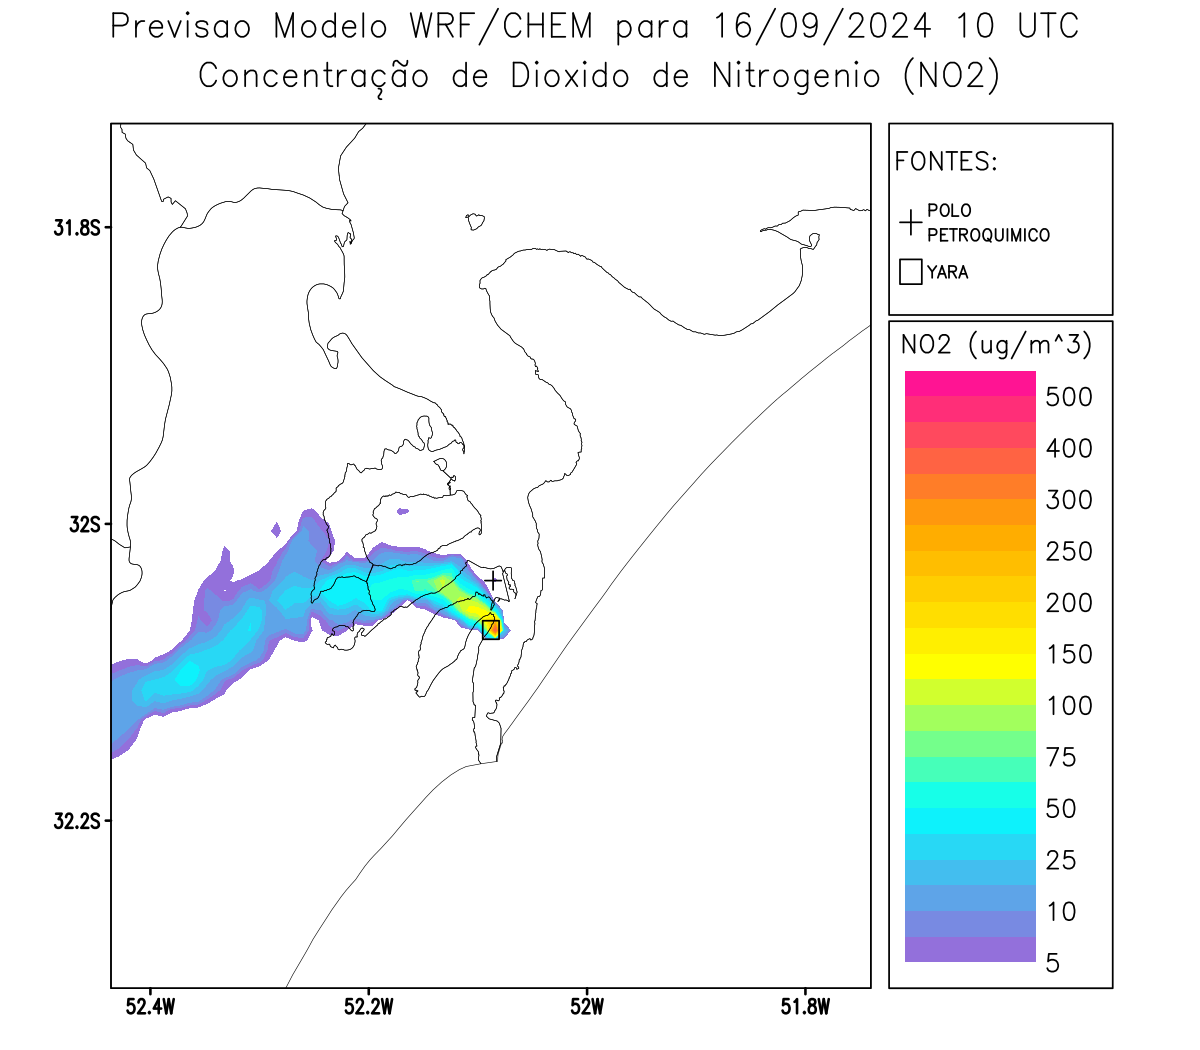 Previsao Modelo WRF/CHEM para 16/09/2024 10 UTC
Concentração de Dioxido de Nitrogenio (NO2)
FONTES:
POLO
PETROQUIMICO
YARA
NO2 (ug/m^3)
500
400
300
250
200
150
100
75
50
25
10
5
31.8S
32S
32.2S
52.4W
52.2W
52W
51.8W